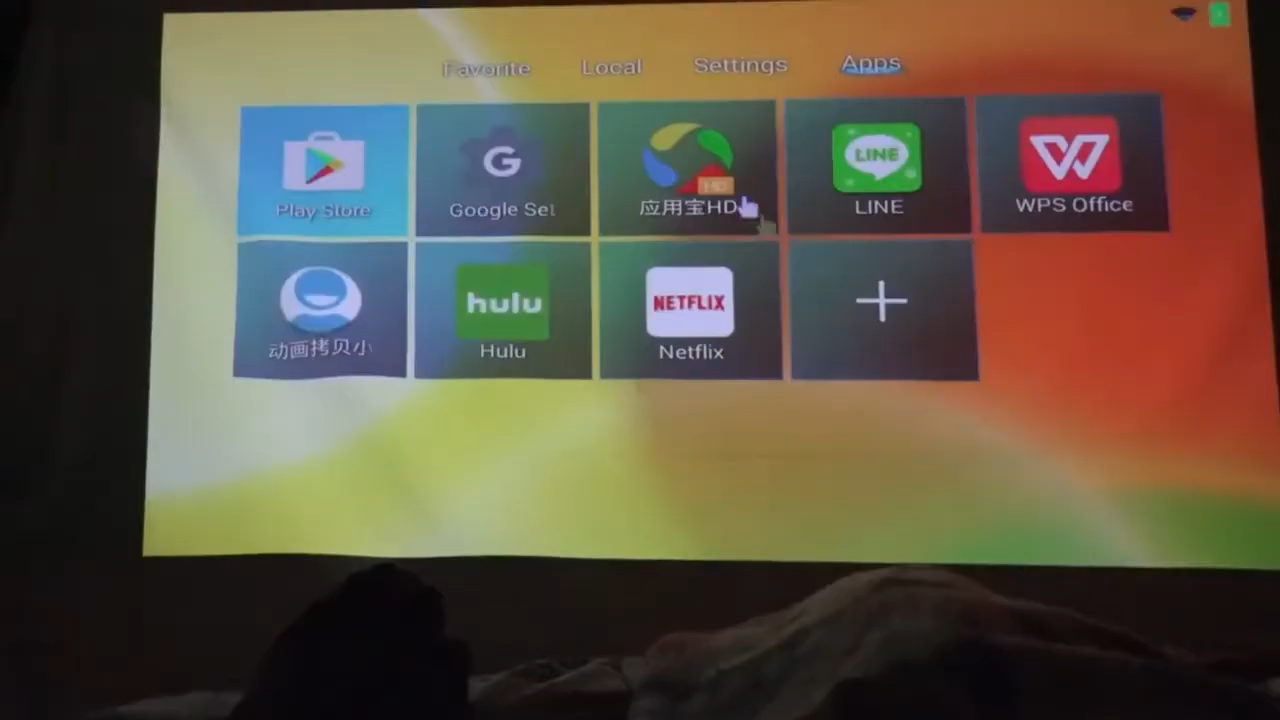 Favorite Local Settings Apps
Play Store
G
Google Set
HD
应用宝HD
LINE
LINE
W
WPS Office
动画拷贝小
hulu
Hulu
NETFLIX
Netflix